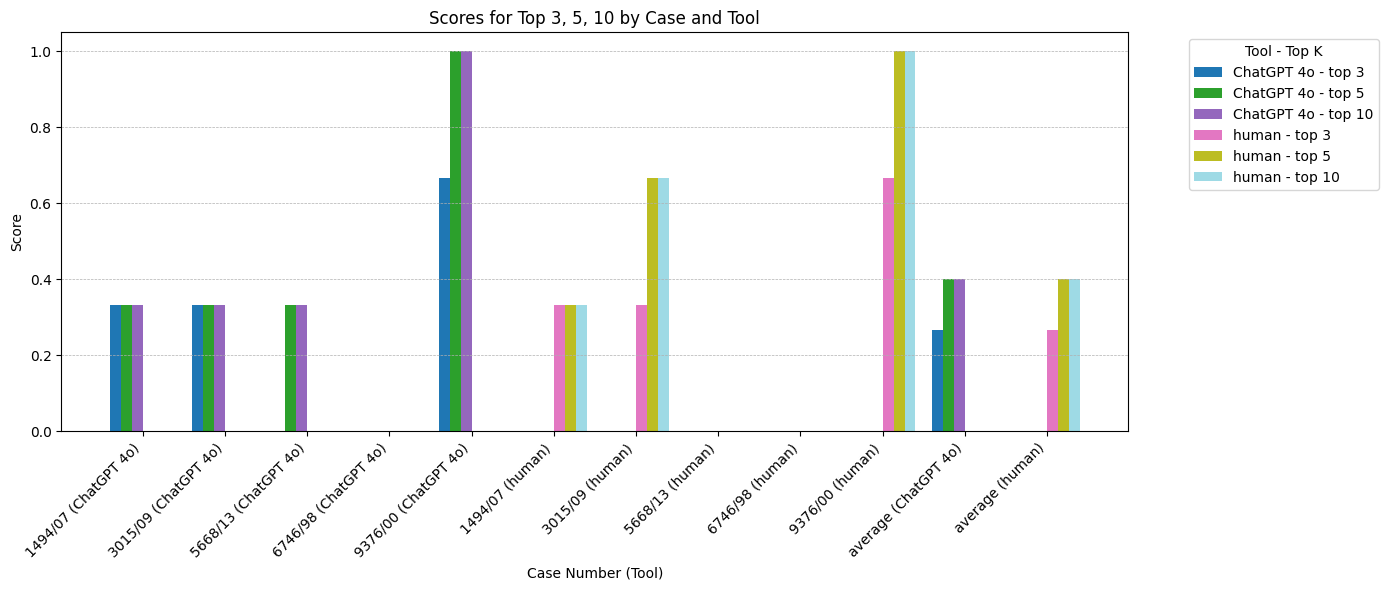 Scores for Top 3, 5, 10 by Case and Tool
Tool - Top K
ChatGPT 4o - top 3
ChatGPT 4o - top 5
ChatGPT 4o - top 10
human - top 3
human - top 5
human - top 10
Score
1.0
0.8
0.6
0.4
0.2
0.0
1494/07 (ChatGPT 4o)
3015/09 (ChatGPT 4o)
5668/13 (ChatGPT 4o)
6746/98 (ChatGPT 4o)
9376/00 (ChatGPT 4o)
1494/07 (human)
3015/09 (human)
5668/13 (human)
6746/98 (human)
9376/00 (human)
average (ChatGPT 4o)
average (human)
Case Number (Tool)